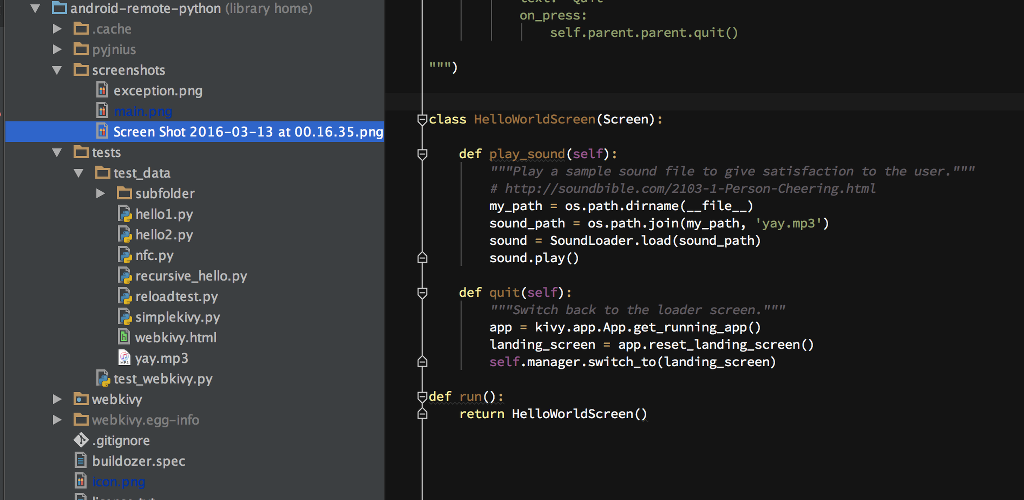 android-remote-python (library home)
.cache
pyjnius
screenshots
exception.png
main.png
Screen Shot 2016-03-13 at 00.16.35.png
tests
test_data
subfolder
hello1.py
hello2.py
nfc.py
recursive_hello.py
reloadtest.py
simplekivy.py
webkivy.html
yay.mp3
test_webkivy.py
webkivy
webkivy.egg-info
.gitignore
buildozer.spec
icon.png
on_press:
self.parent.parent.quit()
""")
class HelloWorldScreen(Screen):
def play_sound(self):
"""Play a sample sound file to give satisfaction to the user."""
# http://soundbible.com/2103-1-Person-Cheering.html
my_path = os.path.dirname(__file__)
sound_path = os.path.join(my_path, 'yay.mp3')
sound = SoundLoader.load(sound_path)
sound.play()
def quit(self):
"""Switch back to the loader screen."""
app = kivy.app.App.get_running_app()
landing_screen = app.reset_landing_screen()
self.manager.switch_to(landing_screen)
def run():
return HelloWorldScreen()